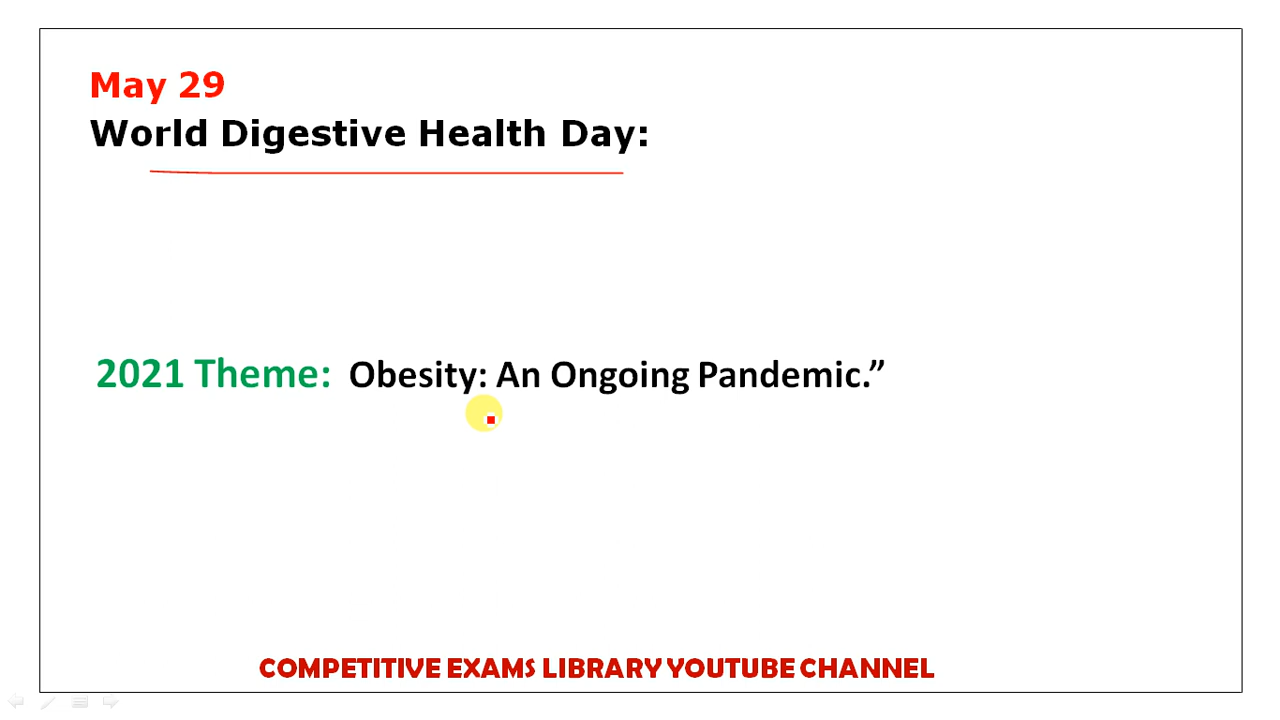 May 29
World Digestive Health Day:
2021 Theme: Obesity: An Ongoing Pandemic.”
COMPETITIVE EXAMS LIBRARY YOUTUBE CHANNEL